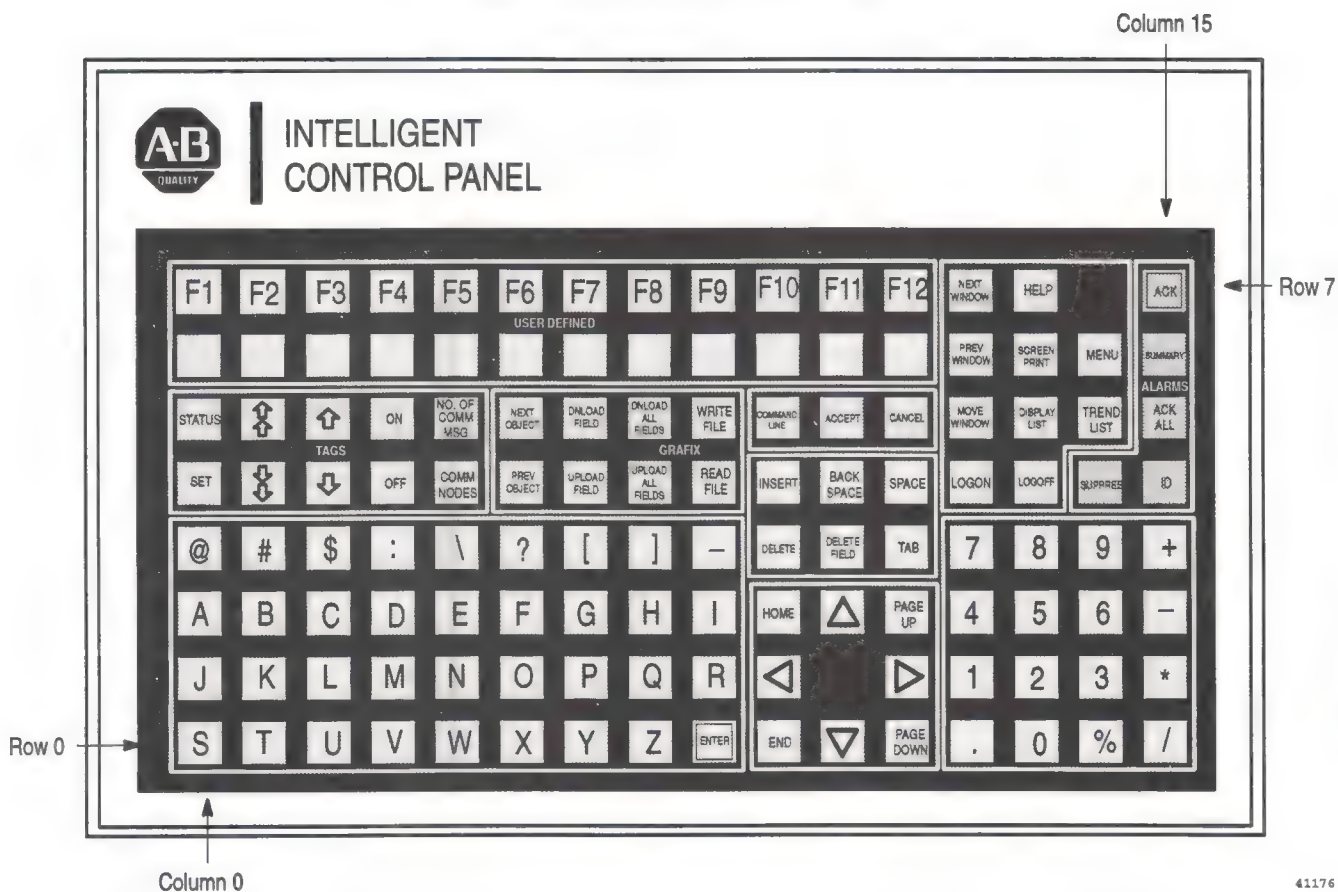 Column 15
A·B
QUALITY
INTELLIGENT
CONTROL PANEL
F1 F2 F3 F4 F5 F6 F7 F8 F9 F10 F11 F12 NEXT WINDOW HELP ACK
Row 7
USER DEFINED
PREV WINDOW SCREEN PRINT MENU SUMMARY
ALARMS
STATUS ON NO. OF COMM MSG NEXT OBJECT DNLOAD FIELD DNLOAD ALL FIELDS WRITE FILE COMMAND LINE ACCEPT CANCEL MOVE WINDOW DISPLAY LIST TREND LIST ACK ALL
TAGS GRAFIX
SET OFF COMM NODES PREV OBJECT UPLOAD FIELD UPLOAD ALL FIELDS READ FILE INSERT BACK SPACE SPACE LOGON LOGOFF SUPPRES ID
@ # $ : \ ? [ ] – DELETE DELETE FIELD TAB 7 8 9 +
A B C D E F G H I HOME PAGE UP 4 5 6 –
J K L M N O P Q R 1 2 3 *
Row 0
S T U V W X Y Z ENTER END PAGE DOWN . 0 % /
Column 0
41176